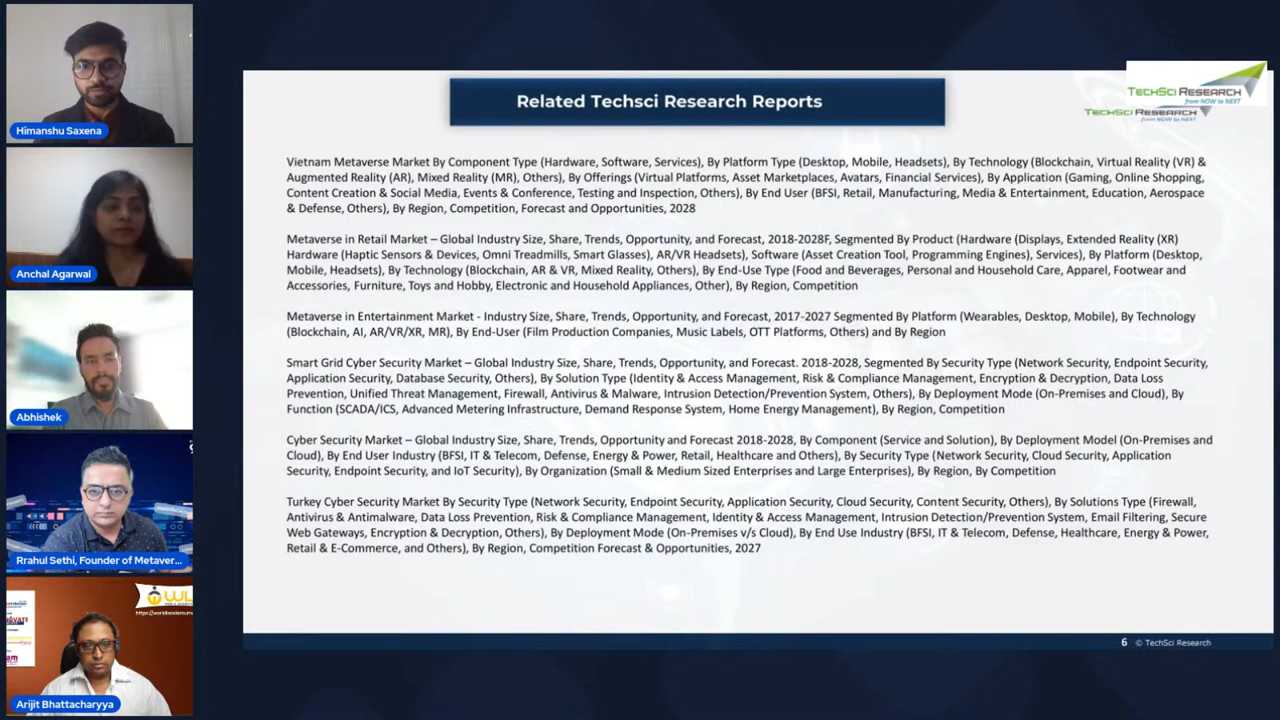 Himanshu Saxena
Anchal Agarwal
Abhishek
Rrahul Sethi, Founder of Metaver...
WL
https://worldleadersum
NOVATE
Arijit Bhattacharyya
Related Techsci Research Reports
TECHSCI RESEARCH
from NOW to NEXT
TECHSCI RESEARCH
from NOW to NEXT
Vietnam Metaverse Market By Component Type (Hardware, Software, Services), By Platform Type (Desktop, Mobile, Headsets), By Technology (Blockchain, Virtual Reality (VR) &
Augmented Reality (AR), Mixed Reality (MR), Others), By Offerings (Virtual Platforms, Asset Marketplaces, Avatars, Financial Services), By Application (Gaming, Online Shopping,
Content Creation & Social Media, Events & Conference, Testing and Inspection, Others), By End User (BFSI, Retail, Manufacturing, Media & Entertainment, Education, Aerospace
& Defense, Others), By Region, Competition, Forecast and Opportunities, 2028
Metaverse in Retail Market – Global Industry Size, Share, Trends, Opportunity, and Forecast, 2018-2028F, Segmented By Product (Hardware (Displays, Extended Reality (XR)
Hardware (Haptic Sensors & Devices, Omni Treadmills, Smart Glasses), AR/VR Headsets), Software (Asset Creation Tool, Programming Engines), Services), By Platform (Desktop,
Mobile, Headsets), By Technology (Blockchain, AR & VR, Mixed Reality, Others), By End-Use Type (Food and Beverages, Personal and Household Care, Apparel, Footwear and
Accessories, Furniture, Toys and Hobby, Electronic and Household Appliances, Other), By Region, Competition
Metaverse in Entertainment Market - Industry Size, Share, Trends, Opportunity, and Forecast, 2017-2027 Segmented By Platform (Wearables, Desktop, Mobile), By Technology
(Blockchain, AI, AR/VR/XR, MR), By End-User (Film Production Companies, Music Labels, OTT Platforms, Others) and By Region
Smart Grid Cyber Security Market – Global Industry Size, Share, Trends, Opportunity, and Forecast. 2018-2028, Segmented By Security Type (Network Security, Endpoint Security,
Application Security, Database Security, Others), By Solution Type (Identity & Access Management, Risk & Compliance Management, Encryption & Decryption, Data Loss
Prevention, Unified Threat Management, Firewall, Antivirus & Malware, Intrusion Detection/Prevention System, Others), By Deployment Mode (On-Premises and Cloud), By
Function (SCADA/ICS, Advanced Metering Infrastructure, Demand Response System, Home Energy Management), By Region, Competition
Cyber Security Market – Global Industry Size, Share, Trends, Opportunity and Forecast 2018-2028, By Component (Service and Solution), By Deployment Model (On-Premises and
Cloud), By End User Industry (BFSI, IT & Telecom, Defense, Energy & Power, Retail, Healthcare and Others), By Security Type (Network Security, Cloud Security, Application
Security, Endpoint Security, and IoT Security), By Organization (Small & Medium Sized Enterprises and Large Enterprises), By Region, By Competition
Turkey Cyber Security Market By Security Type (Network Security, Endpoint Security, Application Security, Cloud Security, Content Security, Others), By Solutions Type (Firewall,
Antivirus & Antimalware, Data Loss Prevention, Risk & Compliance Management, Identity & Access Management, Intrusion Detection/Prevention System, Email Filtering, Secure
Web Gateways, Encryption & Decryption, Others), By Deployment Mode (On-Premises v/s Cloud), By End Use Industry (BFSI, IT & Telecom, Defense, Healthcare, Energy & Power,
Retail & E-Commerce, and Others), By Region, Competition Forecast & Opportunities, 2027
6 © TechSci Research